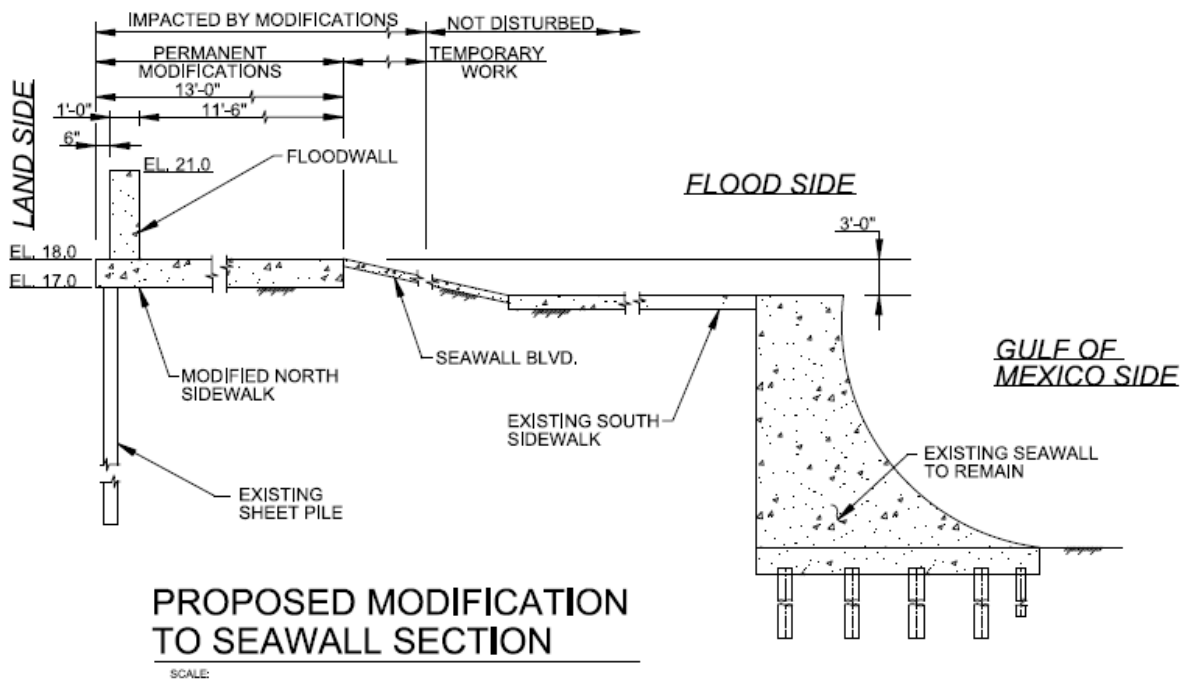 IMPACTED BY MODIFICATIONS
NOT DISTURBED
PERMANENT
MODIFICATIONS
TEMPORARY
WORK
13'-0"
1'-0"
11'-6"
6"
LAND SIDE
FLOODWALL
EL. 21.0
FLOOD SIDE
3'-0"
EL. 18.0
EL. 17.0
SEAWALL BLVD.
GULF OF
MEXICO SIDE
MODIFIED NORTH
SIDEWALK
EXISTING SOUTH
SIDEWALK
EXISTING SEAWALL
TO REMAIN
EXISTING
SHEET PILE
PROPOSED MODIFICATION
TO SEAWALL SECTION
SCALE: